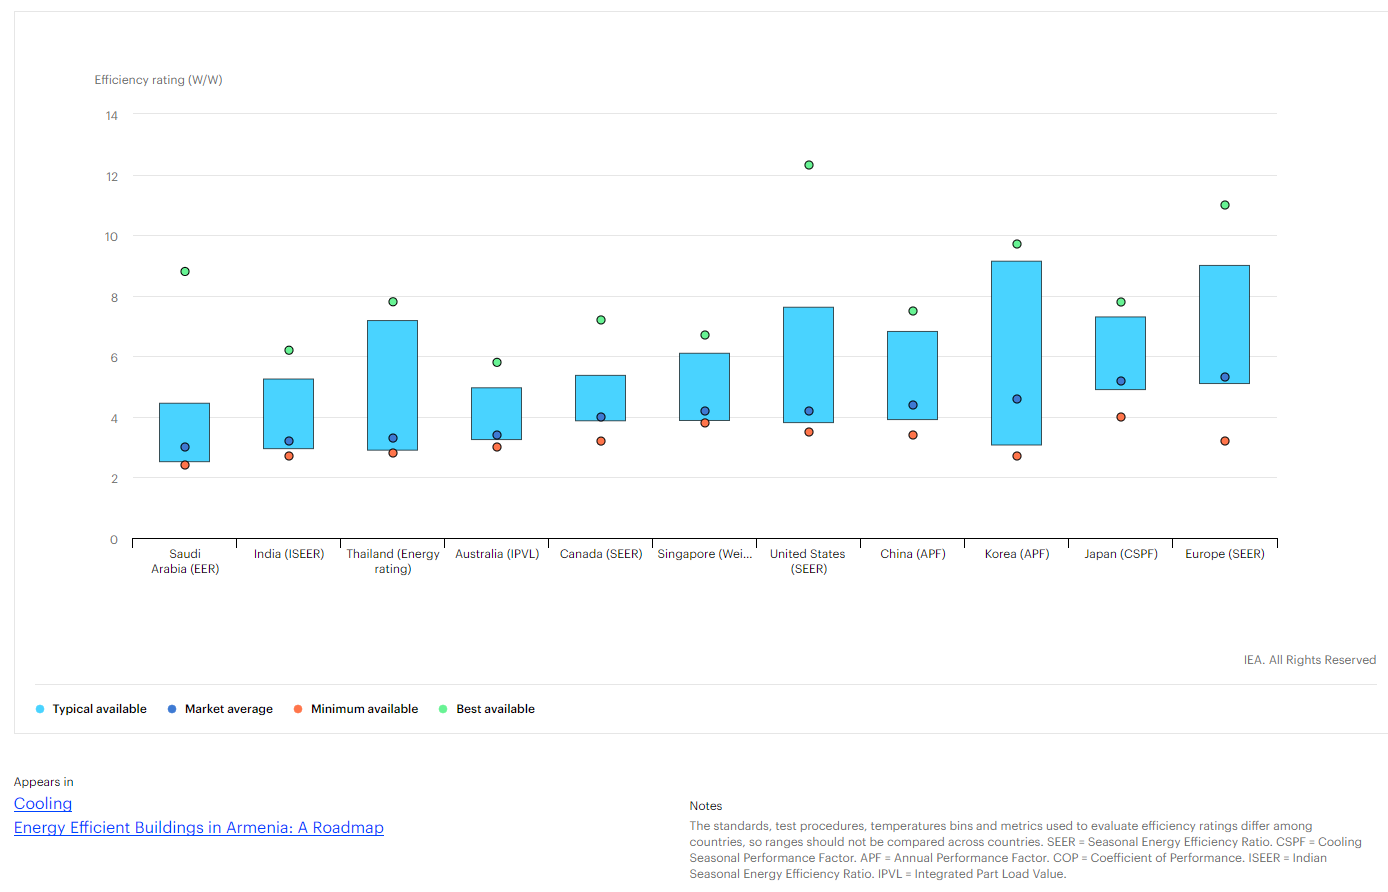 Efficiency rating (W/W)
14
12
10
8
6
4
2
0
Saudi
Arabia (EER)
India (ISEER)
Thailand (Energy
rating)
Australia (IPVL)
Canada (SEER)
Singapore (Wei...
United States
(SEER)
China (APF)
Korea (APF)
Japan (CSPF)
Europe (SEER)
IEA. All Rights Reserved
Typical available
Market average
Minimum available
Best available
Appears in
Cooling
Energy Efficient Buildings in Armenia: A Roadmap
Notes
The standards, test procedures, temperatures bins and metrics used to evaluate efficiency ratings differ among
countries, so ranges should not be compared across countries. SEER = Seasonal Energy Efficiency Ratio. CSPF = Cooling
Seasonal Performance Factor. APF = Annual Performance Factor. COP = Coefficient of Performance. ISEER = Indian
Seasonal Energy Efficiency Ratio. IPVL = Integrated Part Load Value.